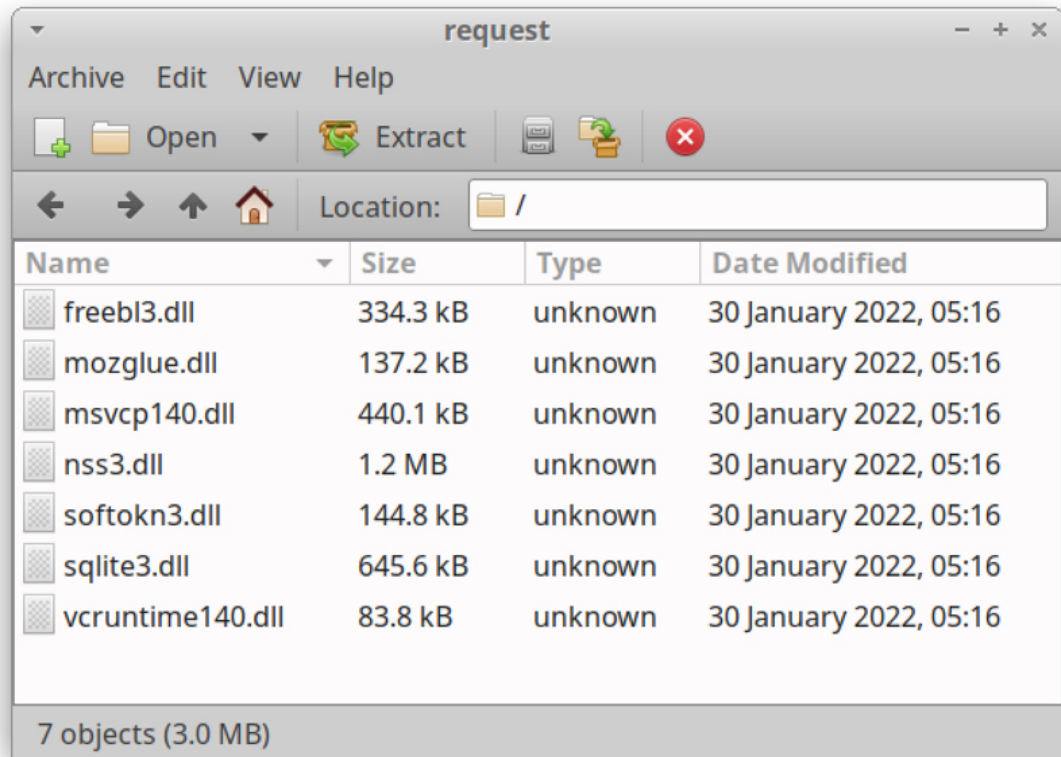 request
Archive Edit View Help
Open Extract
Location: /
Name Size Type Date Modified
freebl3.dll 334.3 kB unknown 30 January 2022, 05:16
mozglue.dll 137.2 kB unknown 30 January 2022, 05:16
msvcp140.dll 440.1 kB unknown 30 January 2022, 05:16
nss3.dll 1.2 MB unknown 30 January 2022, 05:16
softokn3.dll 144.8 kB unknown 30 January 2022, 05:16
sqlite3.dll 645.6 kB unknown 30 January 2022, 05:16
vcruntime140.dll 83.8 kB unknown 30 January 2022, 05:16
7 objects (3.0 MB)